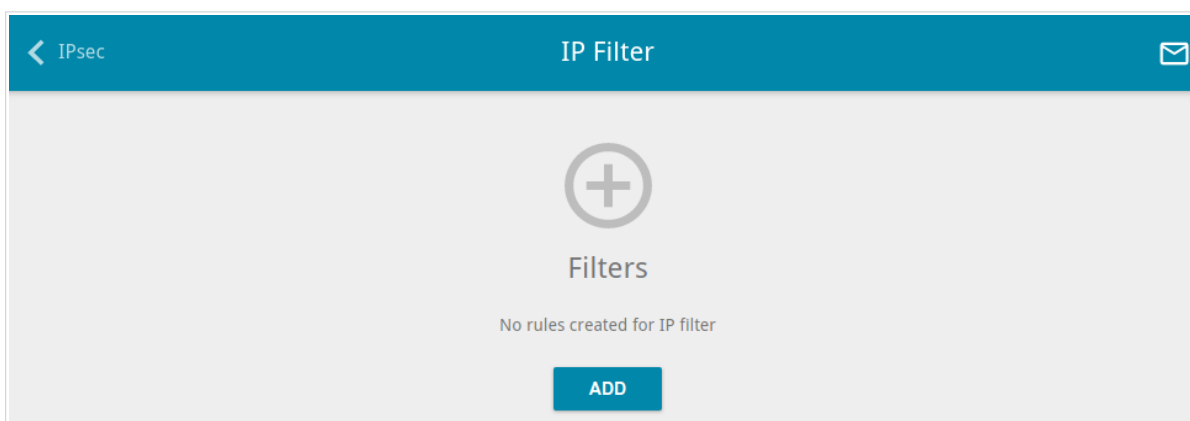 IPsec
IP Filter
Filters
No rules created for IP filter
ADD